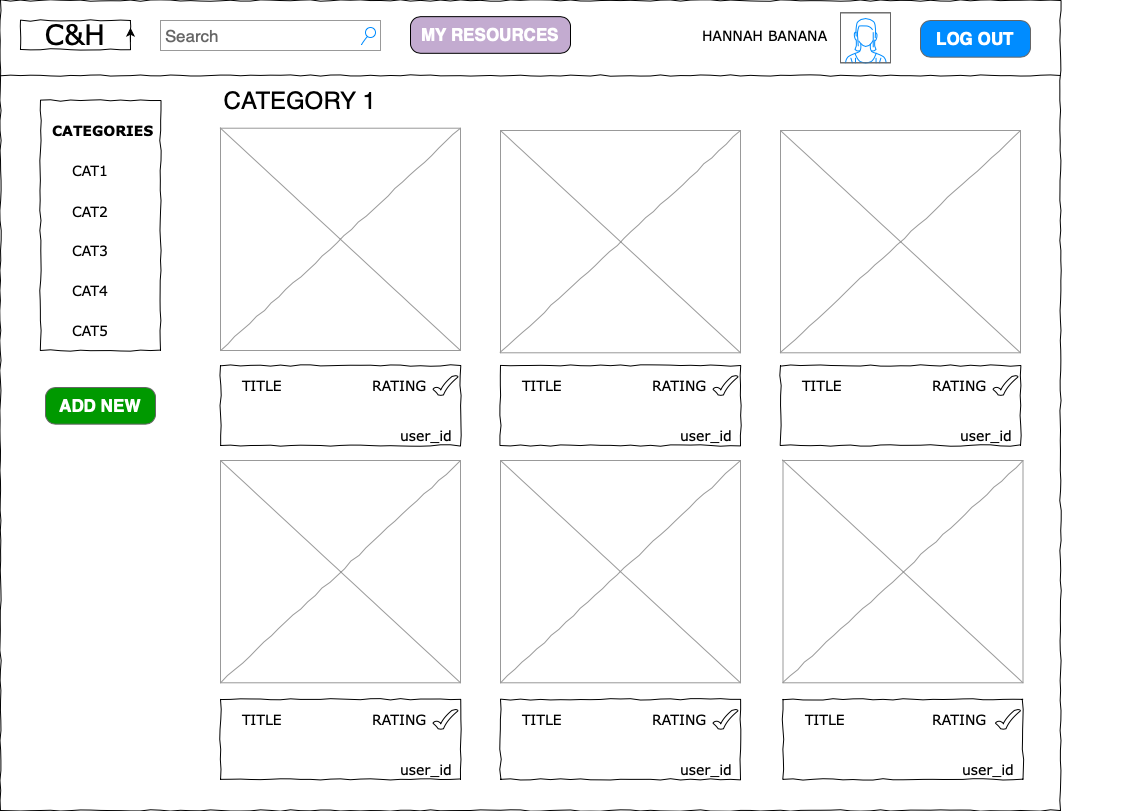 C&H
Search
MY RESOURCES
HANNAH BANANA
LOG OUT
CATEGORIES
CAT1
CAT2
CAT3
CAT4
CAT5
ADD NEW
CATEGORY 1
TITLE RATING
user_id
TITLE RATING
user_id
TITLE RATING
user_id
TITLE RATING
user_id
TITLE RATING
user_id
TITLE RATING
user_id